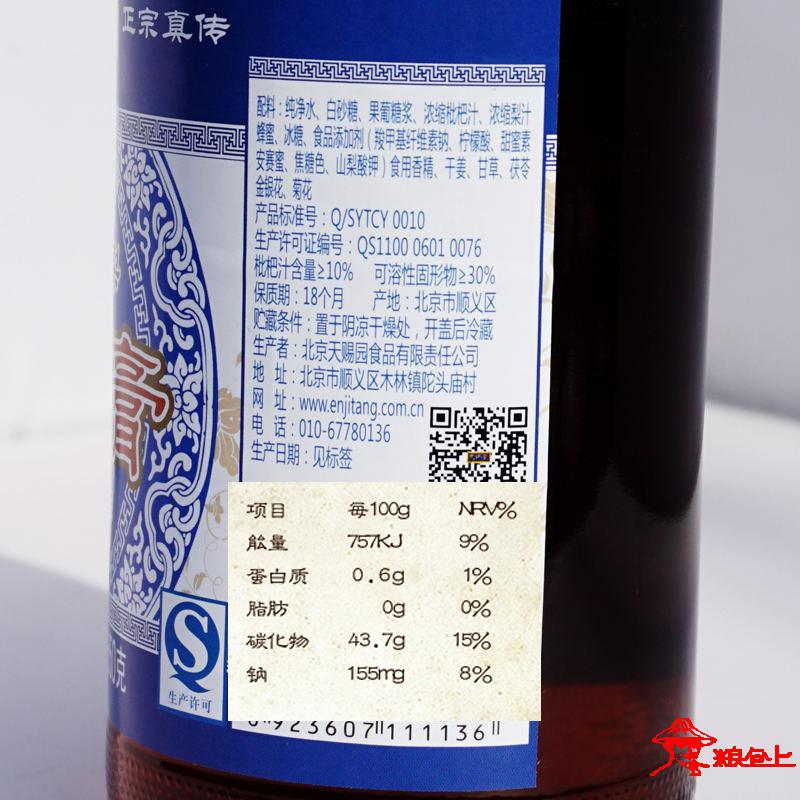 正宗真传
配料：纯净水、白砂糖、果葡糖浆、浓缩枇杷汁、浓缩梨汁
蜂蜜、冰糖、食品添加剂（羧甲基纤维素钠、柠檬酸、甜蜜素
安赛蜜、焦糖色、山梨酸钾）食用香精、干姜、甘草、茯苓
金银花、菊花
产品标准号：Q/SYTCY 0010
生产许可证编号：QS1100 0601 0076
枇杷汁含量≥10% 可溶性固形物≥30%
保质期：18个月 产地：北京市顺义区
贮藏条件：置于阴凉干燥处，开盖后冷藏
生产者：北京天赐园食品有限责任公司
地 址：北京市顺义区木林镇陀头庙村
网 址：www.enjitang.com.cn
电 话：010-67780136
生产日期：见标签
膏
项目 每100g NRV%
能量 757KJ 9%
蛋白质 0.6g 1%
脂肪 0g 0%
碳化物 43.7g 15%
钠 155mg 8%
生产许可
0克
923607 111136
粮仓上